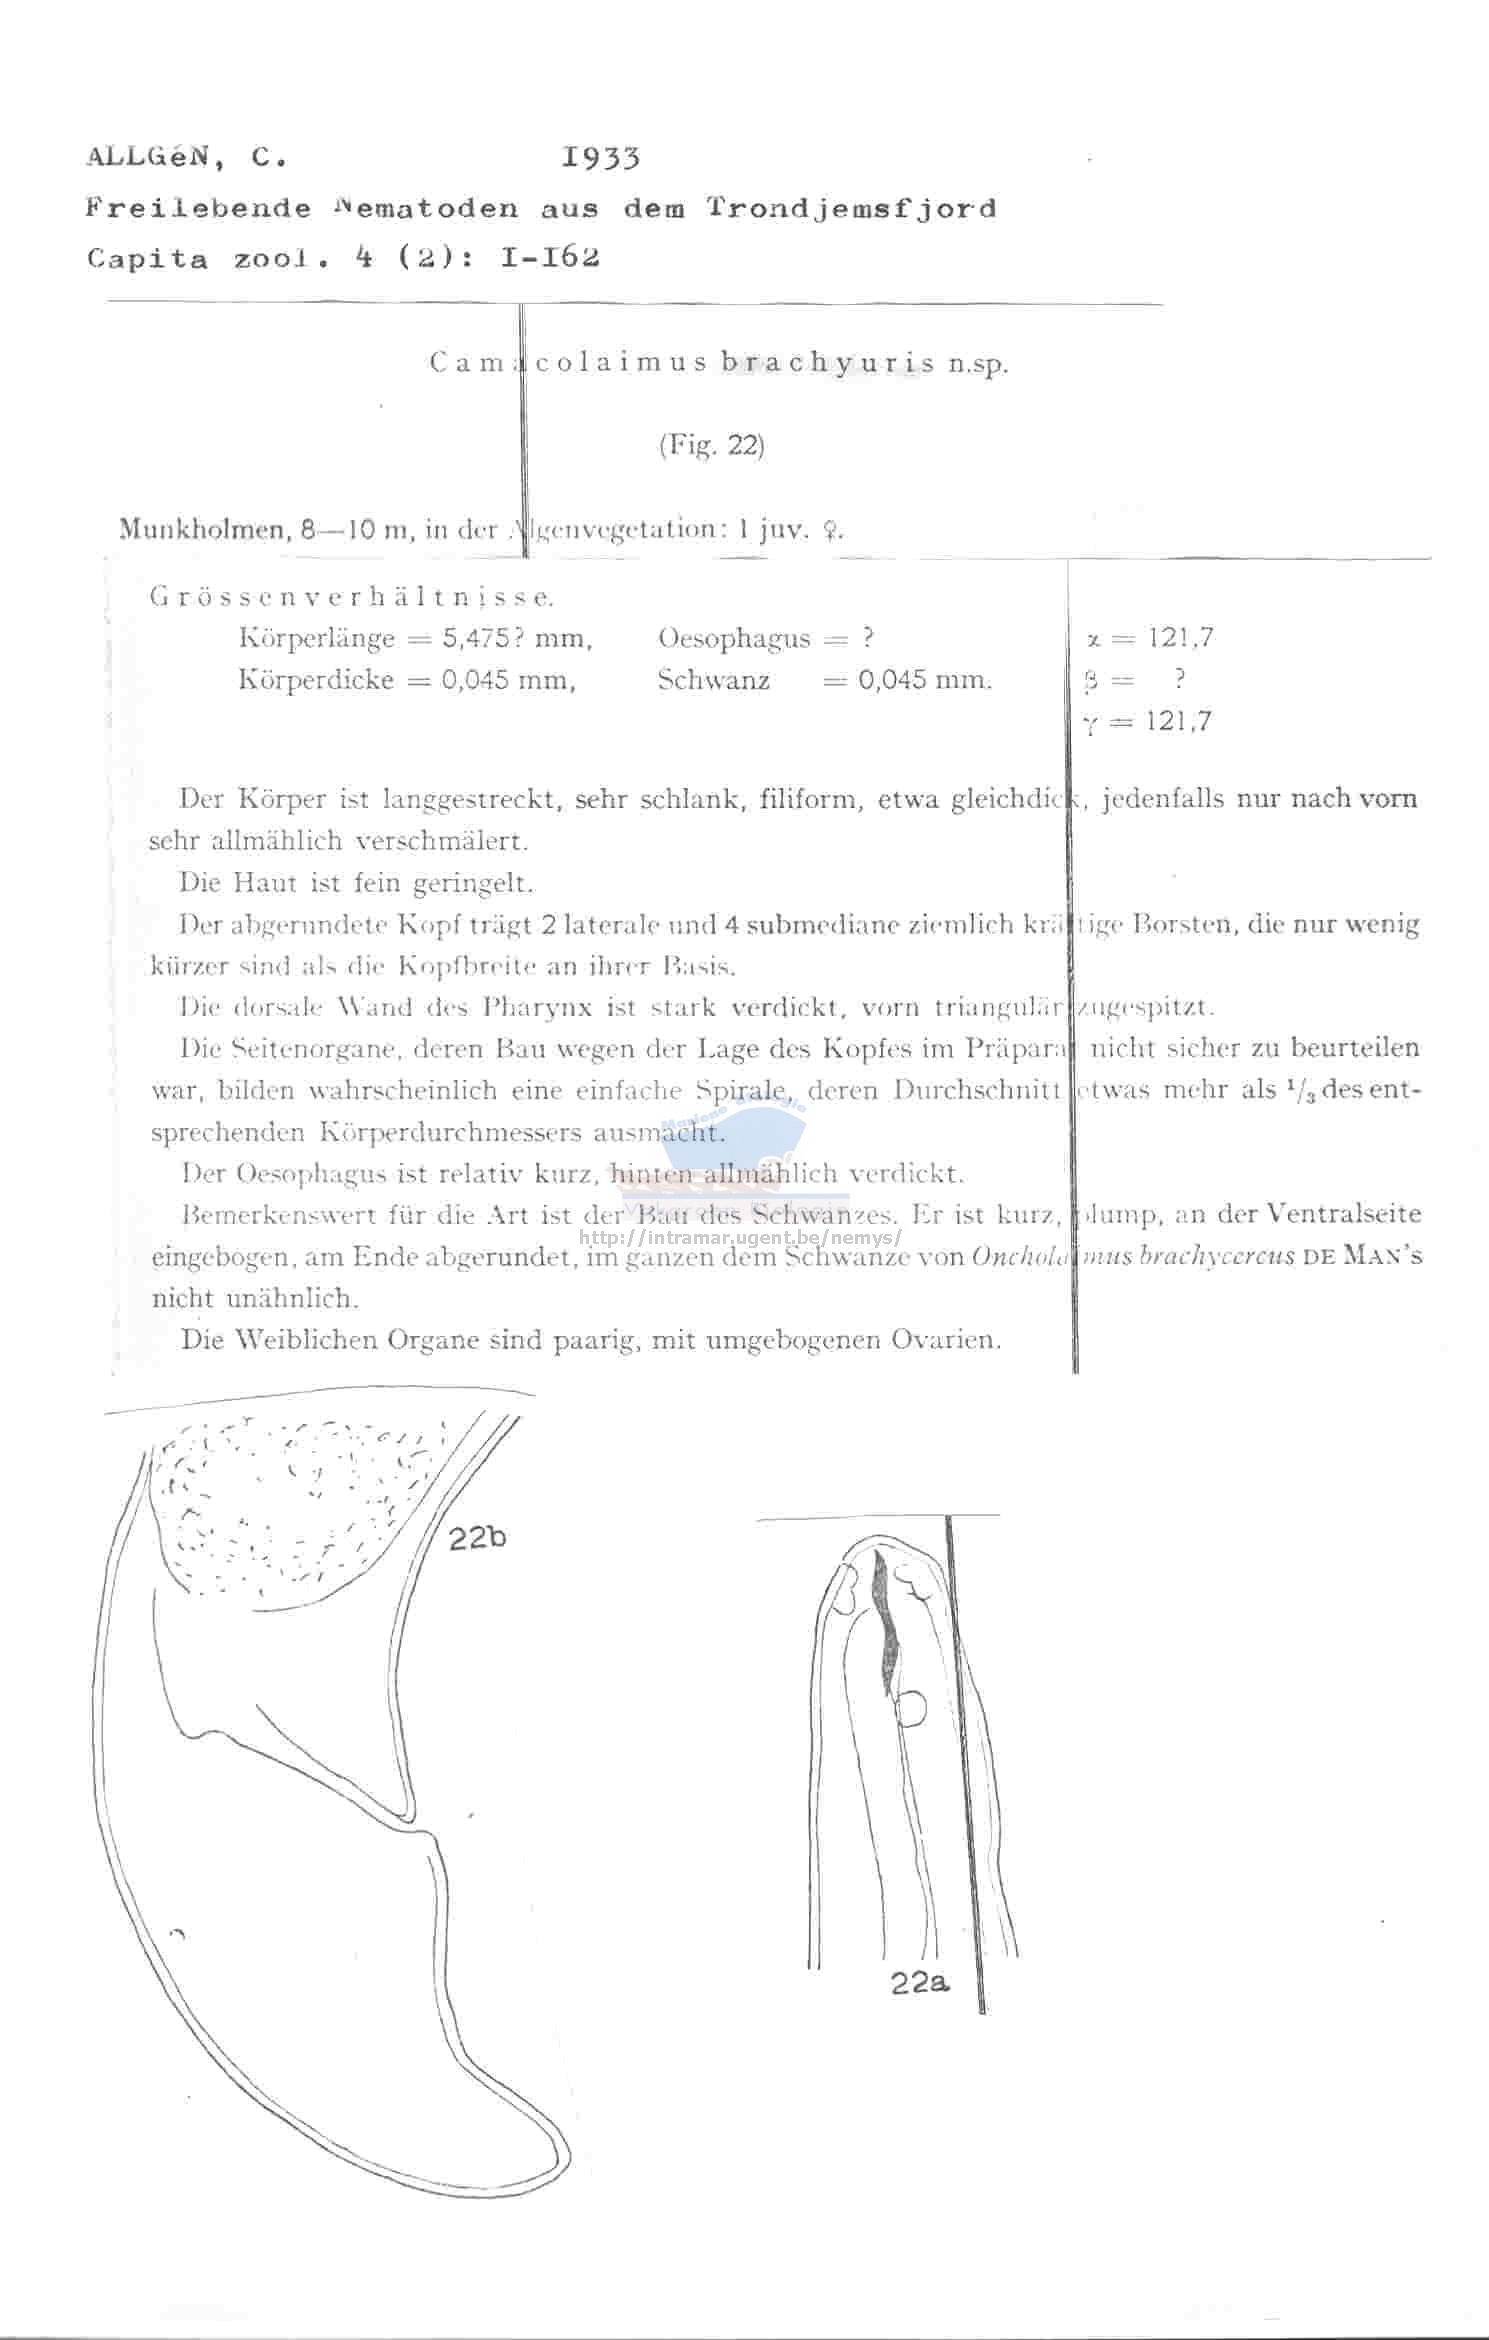 ALLGéN, C. I933
Freilebende Nematoden aus dem Trondjemsfjord
Capita zool. 4 (2): I-I62
Camacolaimus brachyuris n.sp.
(Fig. 22)
Munkholmen, 8—10 m, in der Algenvegetation: 1 juv. ♀.
Grössenverhältnisse.
Körperlänge = 5,475? mm, Oesophagus = ? α = 121,7
Körperdicke = 0,045 mm, Schwanz = 0,045 mm. β = ?
γ = 121,7
Der Körper ist langgestreckt, sehr schlank, filiform, etwa gleichdick, jedenfalls nur nach vorn
sehr allmählich verschmälert.
Die Haut ist fein geringelt.
Der abgerundete Kopf trägt 2 laterale und 4 submediane ziemlich kräftige Borsten, die nur wenig
kürzer sind als die Kopfbreite an ihrer Basis.
Die dorsale Wand des Pharynx ist stark verdickt, vorn triangulär zugespitzt.
Die Seitenorgane, deren Bau wegen der Lage des Kopfes im Präparat nicht sicher zu beurteilen
war, bilden wahrscheinlich eine einfache Spirale, deren Durchschnitt etwas mehr als 1/3 des ent-
sprechenden Körperdurchmessers ausmacht.
Der Oesophagus ist relativ kurz, hinten allmählich verdickt.
Bemerkenswert für die Art ist der Bau des Schwanzes. Er ist kurz, plump, an der Ventralseite
http://intramar.ugent.be/nemys/
eingebogen, am Ende abgerundet, im ganzen dem Schwanze von Oncholaimus brachycercus DE MAN's
nicht unähnlich.
Die Weiblichen Organe sind paarig, mit umgebogenen Ovarien.
22b
22a